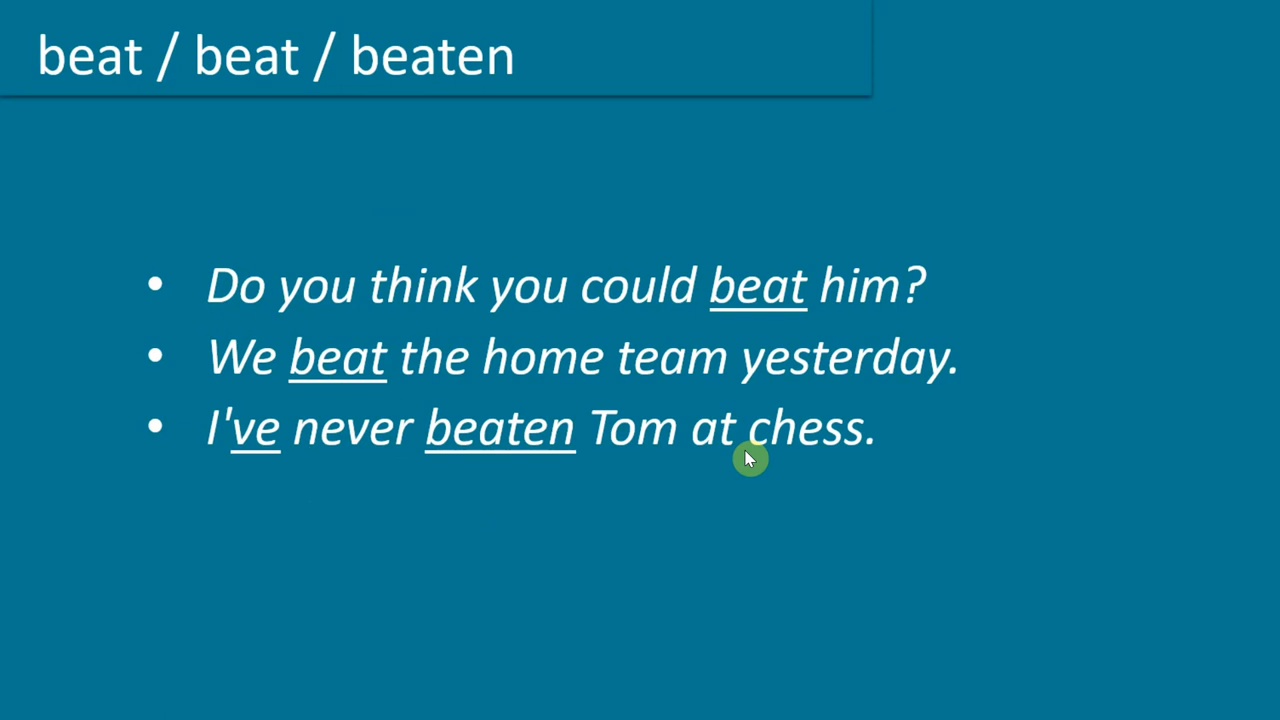 beat / beat / beaten
• Do you think you could beat him?
• We beat the home team yesterday.
• I've never beaten Tom at chess.